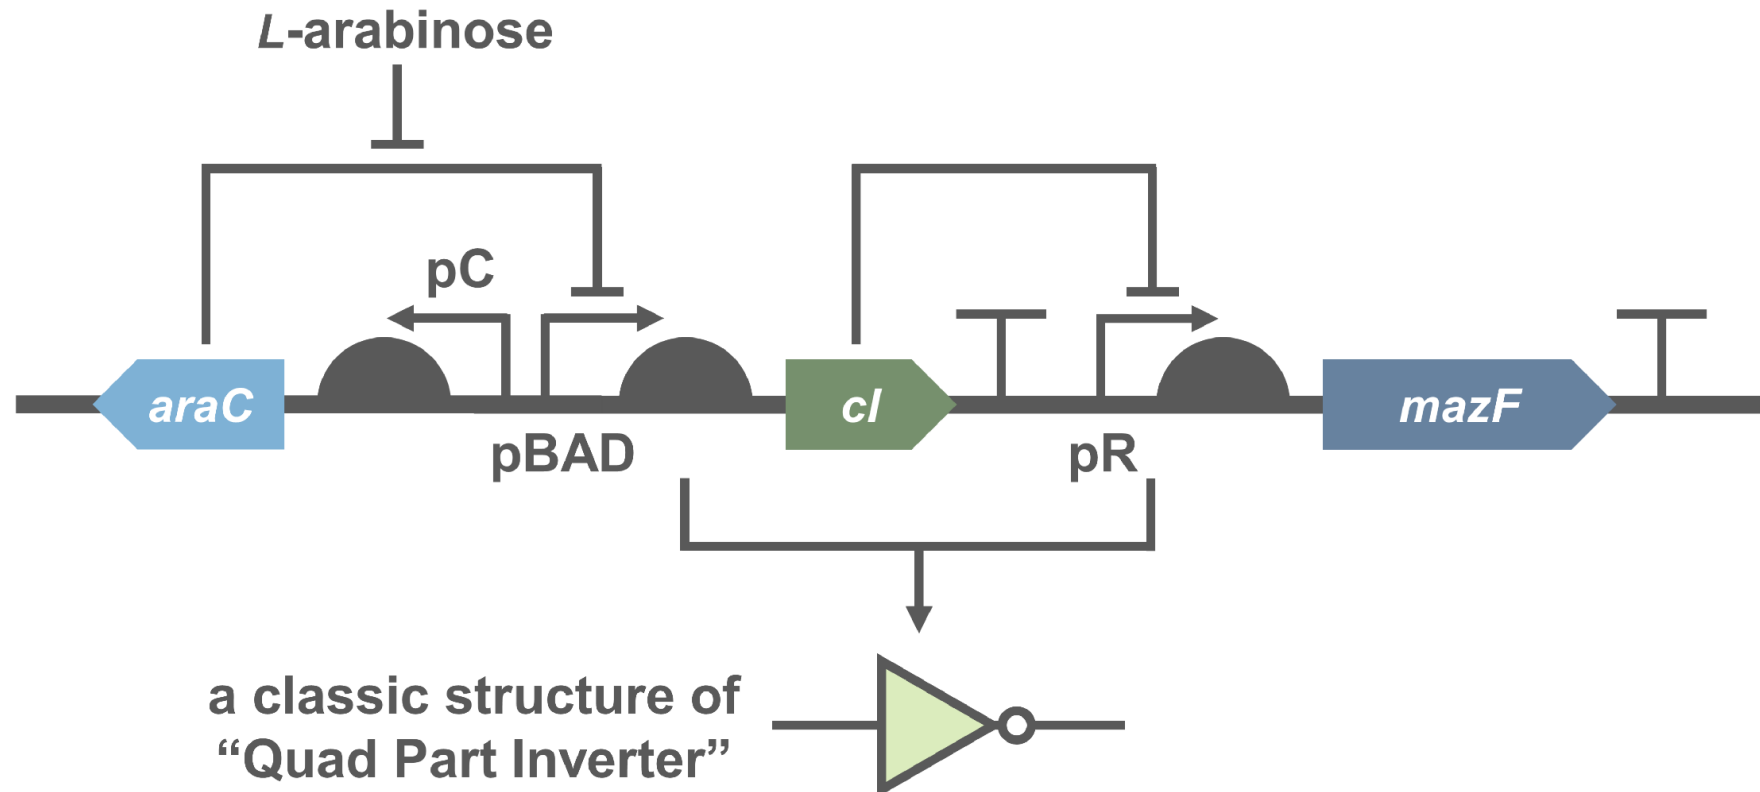 L-arabinose
pC
araC
cI
mazF
pBAD
pR
a classic structure of
“Quad Part Inverter”